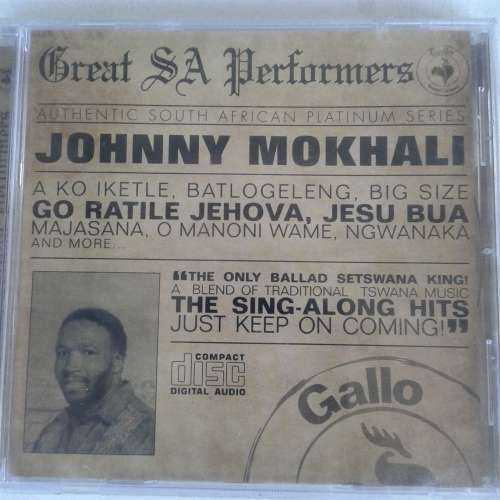 Great SA Performers
Gallo
AUTHENTIC SOUTH AFRICAN PLATINUM SERIES
JOHNNY MOKHALI
A KO IKETLE, BATLOGELENG, BIG SIZE
GO RATILE JEHOVA, JESU BUA
MAJASANA, O MANONI WAME, NGWANAKA
AND MORE...
"THE ONLY BALLAD SETSWANA KING!
A BLEND OF TRADITIONAL TSWANA MUSIC
THE SING-ALONG HITS
JUST KEEP ON COMING!"
COMPACT
disc
DIGITAL AUDIO
Gallo